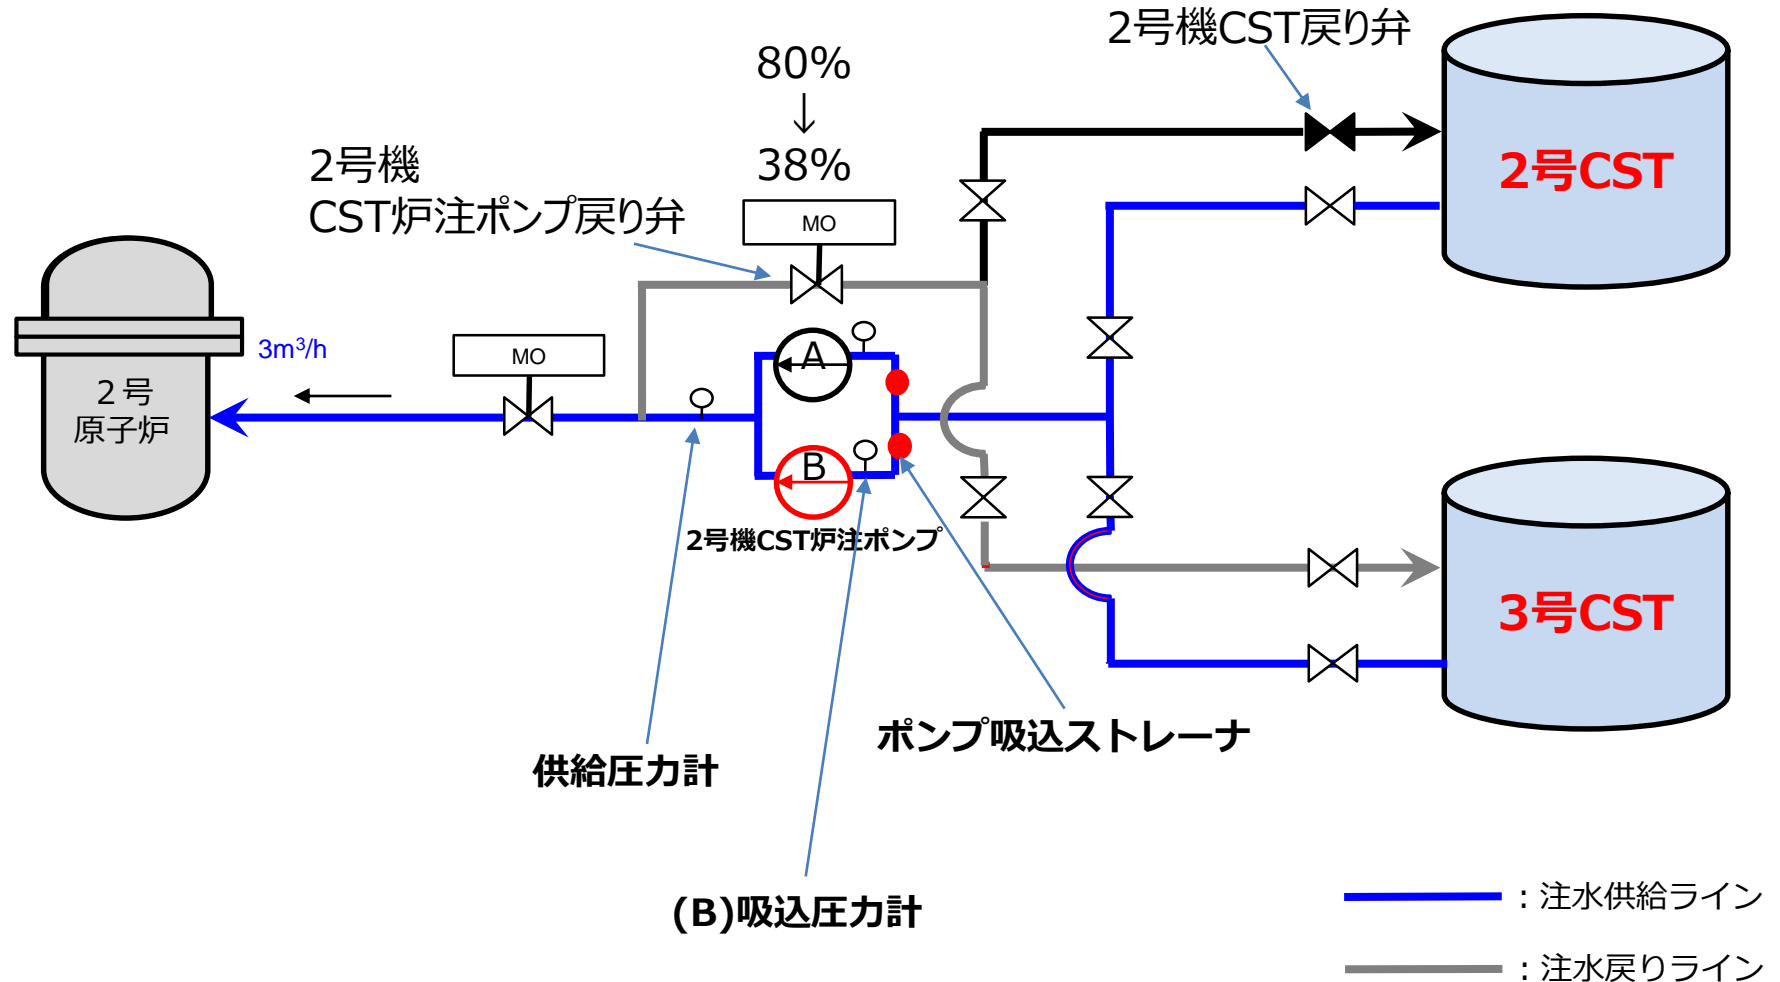 2号機CST戻り弁
80%
↓
38%
2号機
CST炉注ポンプ戻り弁
MO
2号CST
3m³/h
MO
A
2号
原子炉
B
2号機CST炉注ポンプ
3号CST
ポンプ吸込ストレーナ
供給圧力計
(B)吸込圧力計
：注水供給ライン
：注水戻りライン